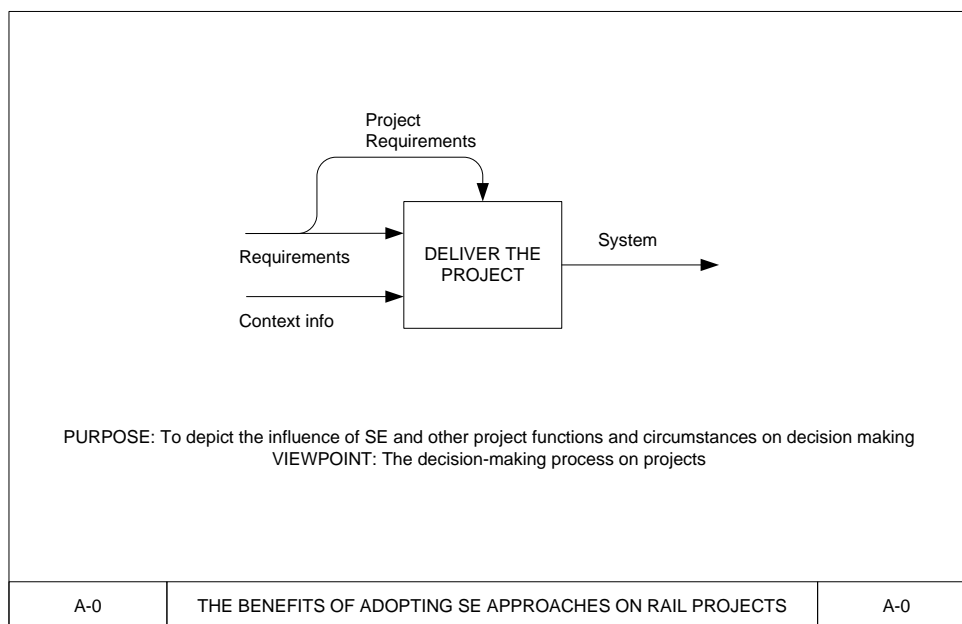 Project
Requirements
Requirements
DELIVER THE
PROJECT
System
Context info
PURPOSE: To depict the influence of SE and other project functions and circumstances on decision making
VIEWPOINT: The decision-making process on projects
A-0
THE BENEFITS OF ADOPTING SE APPROACHES ON RAIL PROJECTS
A-0